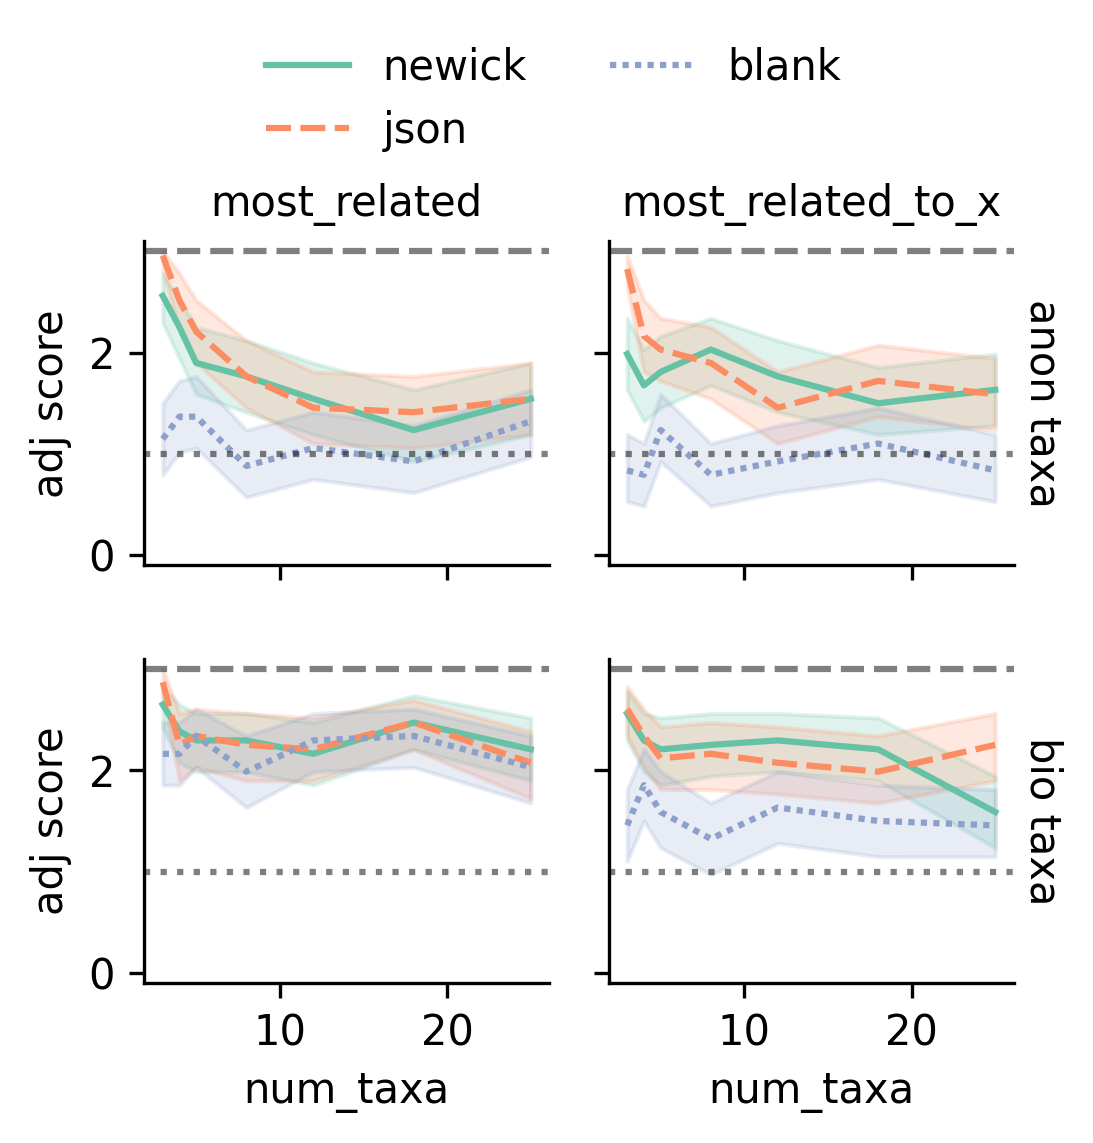 newick
blank
json
most_related
most_related_to_x
adj score
2
0
anon taxa
adj score
2
0
bio taxa
10
20
10
20
num_taxa
num_taxa